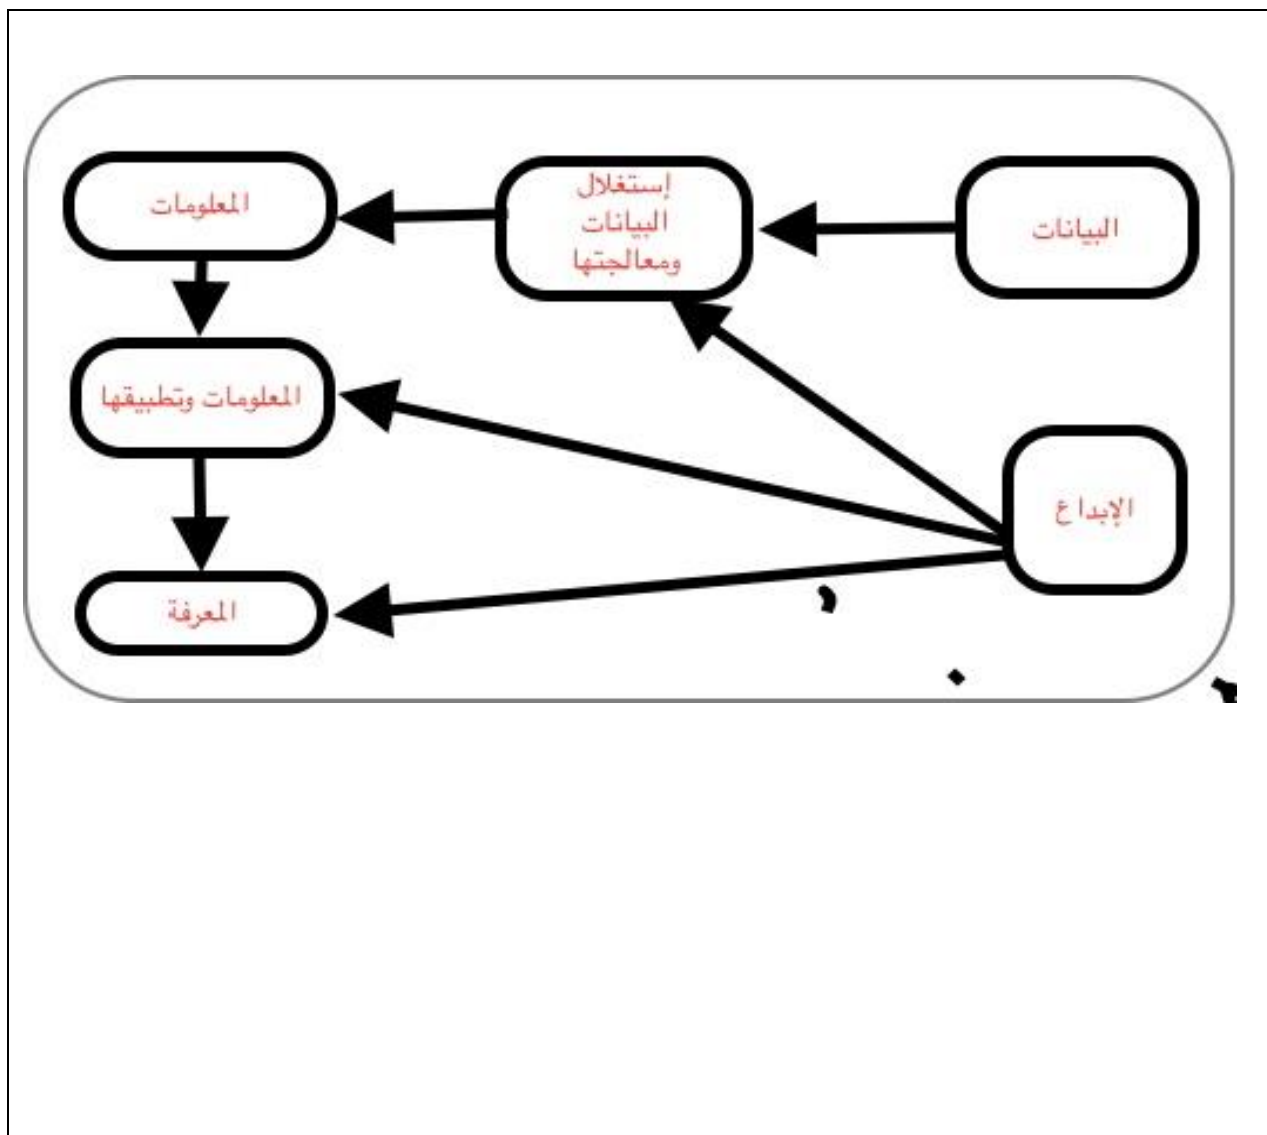 البيانات
إستغلال
البيانات
ومعالجتها
المعلومات
المعلومات وتطبيقها
الإبداع
المعرفة